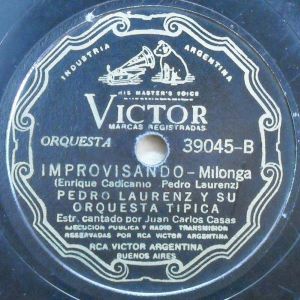 INDUSTRIA ARGENTINA
HIS MASTER'S VOICE
VICTOR
MARCAS REGISTRADAS
ORQUESTA 39045-B
IMPROVISANDO - Milonga
(Enrique Cadicamo . Pedro Laurenz)
PEDRO LAURENZ Y SU
ORQUESTA TIPICA
Estr. cantado por Juan Carlos Casas
EJECUCION PUBLICA Y RADIO TRANSMISION
RESERVADAS POR RCA VICTOR ARGENTINA
RCA VICTOR ARGENTINA
BUENOS AIRES